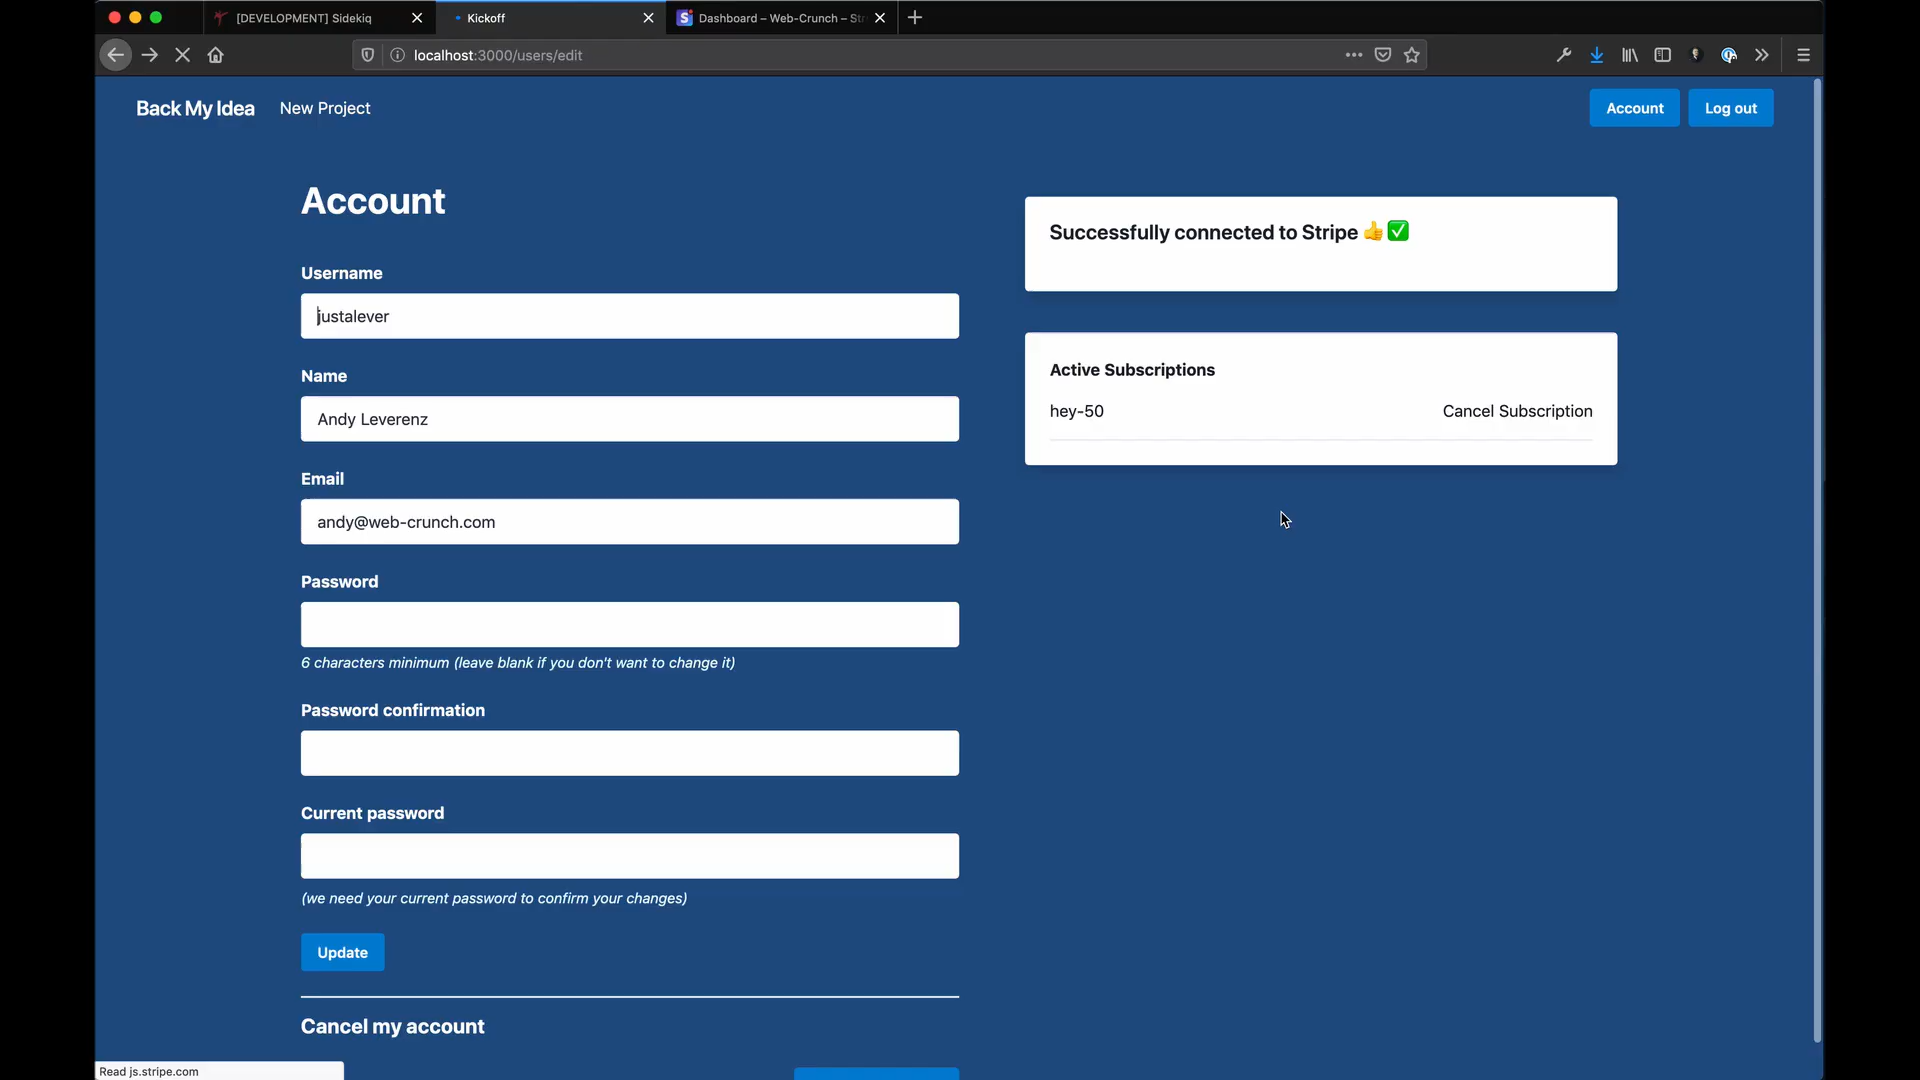 [DEVELOPMENT] Sidekiq
Kickoff
Dashboard – Web-Crunch – Str
localhost:3000/users/edit
Back My Idea
New Project
Account
Log out
Account
Username
justalever
Name
Andy Leverenz
Email
andy@web-crunch.com
Password
6 characters minimum (leave blank if you don't want to change it)
Password confirmation
Current password
(we need your current password to confirm your changes)
Update
Cancel my account
Successfully connected to Stripe 👍✅
Active Subscriptions
hey-50
Cancel Subscription
Read js.stripe.com